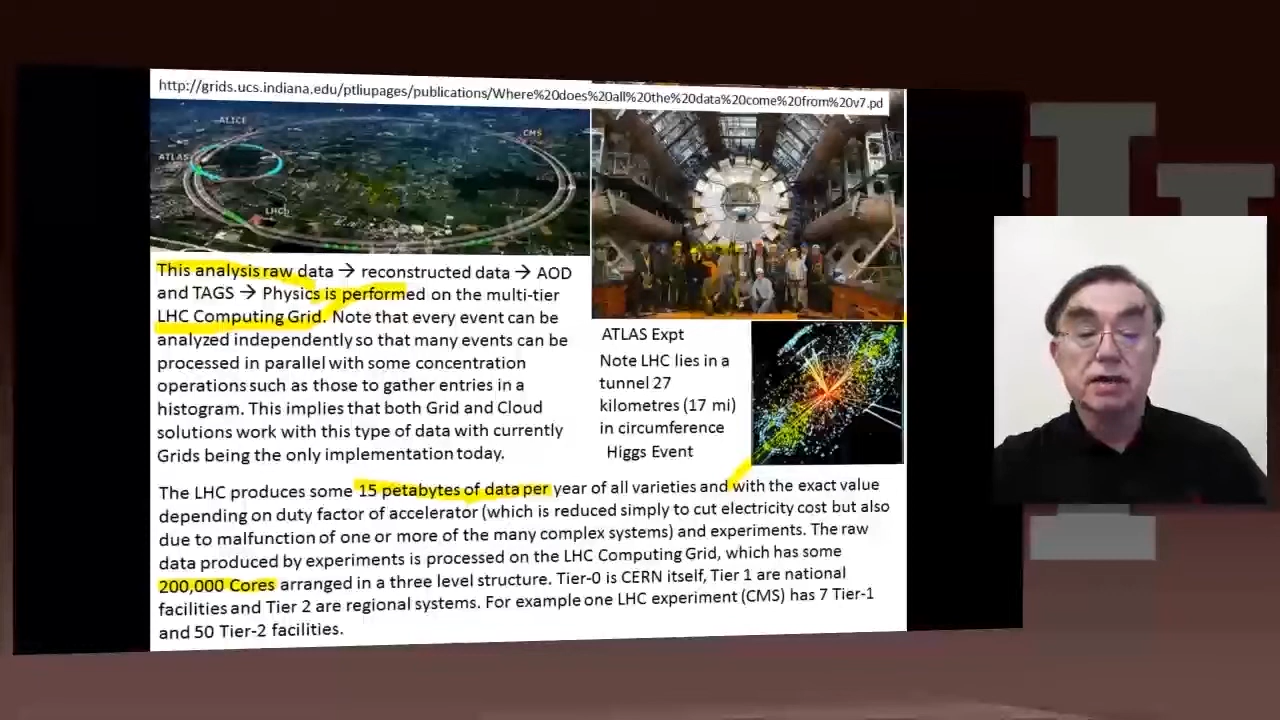 http://grids.ucs.indiana.edu/ptliupages/publications/Where%20does%20all%20the%20data%20come%20from%20v7.pd
ALICE
CMS
ATLAS
LHCb
This analysis raw data → reconstructed data → AOD
and TAGS → Physics is performed on the multi-tier
LHC Computing Grid. Note that every event can be
analyzed independently so that many events can be
processed in parallel with some concentration
operations such as those to gather entries in a
histogram. This implies that both Grid and Cloud
solutions work with this type of data with currently
Grids being the only implementation today.
ATLAS Expt
Note LHC lies in a
tunnel 27
kilometres (17 mi)
in circumference
Higgs Event
The LHC produces some 15 petabytes of data per year of all varieties and with the exact value
depending on duty factor of accelerator (which is reduced simply to cut electricity cost but also
due to malfunction of one or more of the many complex systems) and experiments. The raw
data produced by experiments is processed on the LHC Computing Grid, which has some
200,000 Cores arranged in a three level structure. Tier-0 is CERN itself, Tier 1 are national
facilities and Tier 2 are regional systems. For example one LHC experiment (CMS) has 7 Tier-1
and 50 Tier-2 facilities.